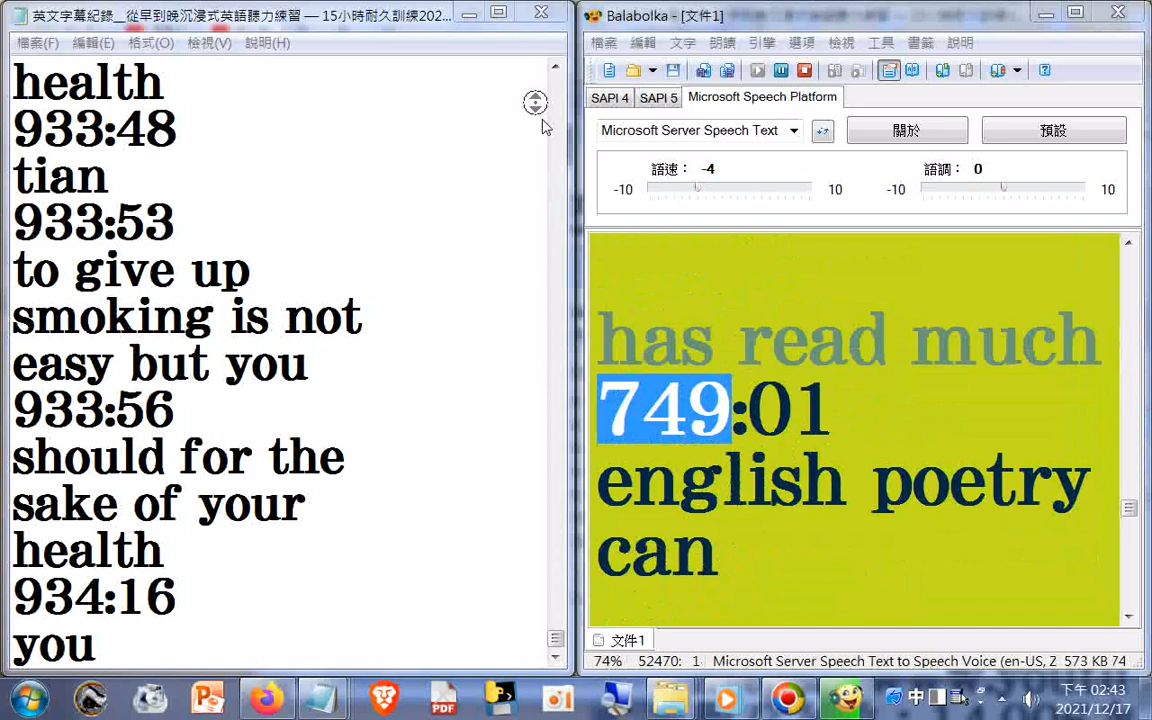 英文字幕紀錄__從早到晚沉浸式英語聽力練習 — 15小時耐久訓練202...
檔案(F) 編輯(E) 格式(O) 檢視(V) 說明(H)
health
933:48
tian
933:53
to give up
smoking is not
easy but you
933:56
should for the
sake of your
health
934:16
you
Balabolka - [文件1]
檔案 編輯 文字 朗讀 引擎 選項 檢視 工具 書籤 說明
SAPI 4 SAPI 5 Microsoft Speech Platform
Microsoft Server Speech Text 關於 預設
語速： -4 語調： 0
-10 10 -10 10
has read much
749:01
english poetry
can
文件1
74% 52470: 1 Microsoft Server Speech Text to Speech Voice (en-US, Z 573 KB 74
PDF 中 下午 02:43
2021/12/17